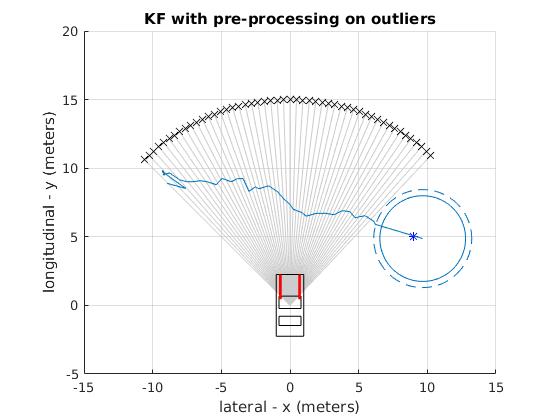 KF with pre-processing on outliers
20
15
10
5
0
-5
longitudinal - y (meters)
-15 -10 -5 0 5 10 15
lateral - x (meters)